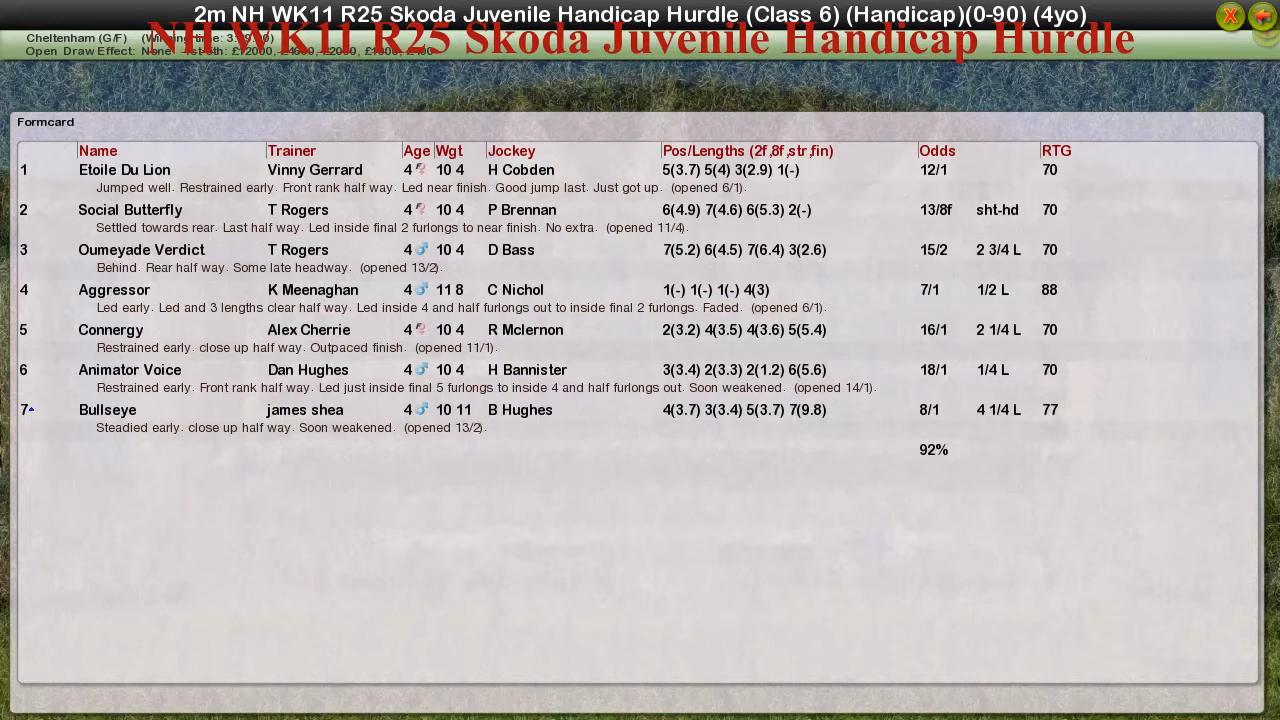 2m NH WK11 R25 Skoda Juvenile Handicap Hurdle (Class 6) (Handicap)(0-90) (4yo)
NH WK11 R25 Skoda Juvenile Handicap Hurdle
Cheltenham (G/F) (Winning time:
Open Draw Effect: None 1st-6th: £12000,
Formcard
Name Trainer Age Wgt Jockey Pos/Lengths (2f,8f,str,fin) Odds RTG
1 Etoile Du Lion Vinny Gerrard 4 10 4 H Cobden 5(3.7) 5(4) 3(2.9) 1(-) 12/1 70
Jumped well. Restrained early. Front rank half way. Led near finish. Good jump last. Just got up. (opened 6/1).
2 Social Butterfly T Rogers 4 10 4 P Brennan 6(4.9) 7(4.6) 6(5.3) 2(-) 13/8f sht-hd 70
Settled towards rear. Last half way. Led inside final 2 furlongs to near finish. No extra. (opened 11/4).
3 Oumeyade Verdict T Rogers 4 10 4 D Bass 7(5.2) 6(4.5) 7(6.4) 3(2.6) 15/2 2 3/4 L 70
Behind. Rear half way. Some late headway. (opened 13/2).
4 Aggressor K Meenaghan 4 11 8 C Nichol 1(-) 1(-) 1(-) 4(3) 7/1 1/2 L 88
Led early. Led and 3 lengths clear half way. Led inside 4 and half furlongs out to inside final 2 furlongs. Faded. (opened 6/1).
5 Connergy Alex Cherrie 4 10 4 R Mclernon 2(3.2) 4(3.5) 4(3.6) 5(5.4) 16/1 2 1/4 L 70
Restrained early. close up half way. Outpaced finish. (opened 11/1).
6 Animator Voice Dan Hughes 4 10 4 H Bannister 3(3.4) 2(3.3) 2(1.2) 6(5.6) 18/1 1/4 L 70
Restrained early. Front rank half way. Led just inside final 5 furlongs to inside 4 and half furlongs out. Soon weakened. (opened 14/1).
7 Bullseye james shea 4 10 11 B Hughes 4(3.7) 3(3.4) 5(3.7) 7(9.8) 8/1 4 1/4 L 77
Steadied early. close up half way. Soon weakened. (opened 13/2).
92%